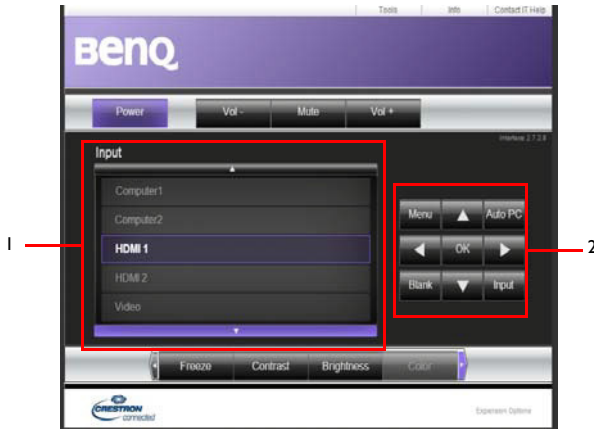 Tools Info Contact IT Help
BenQ
Power Vol - Mute Vol +
Interface 2.7.2.8
Input
Computer1
Computer2
HDMI 1
HDMI 2
Video
Menu Auto PC
OK
Blank Input
1
2
Freeze Contrast Brightness Color
CRESTRON
connected
Expansion Options